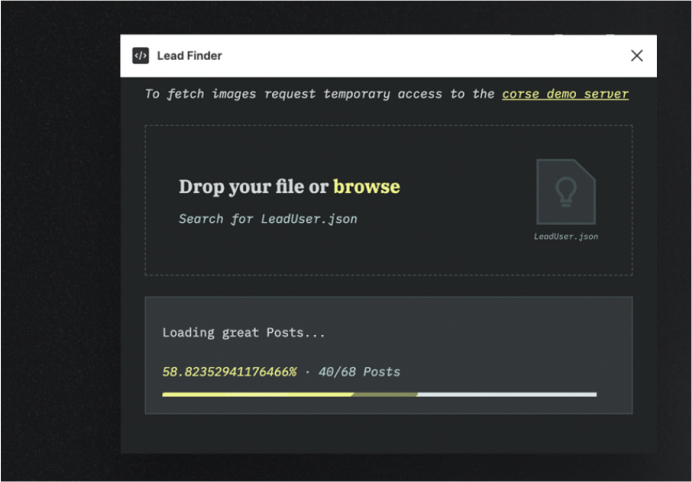 Lead Finder
To fetch images request temporary access to the corse demo server
Drop your file or browse
Search for LeadUser.json
LeadUser.json
Loading great Posts...
58.82352941176466% · 40/68 Posts